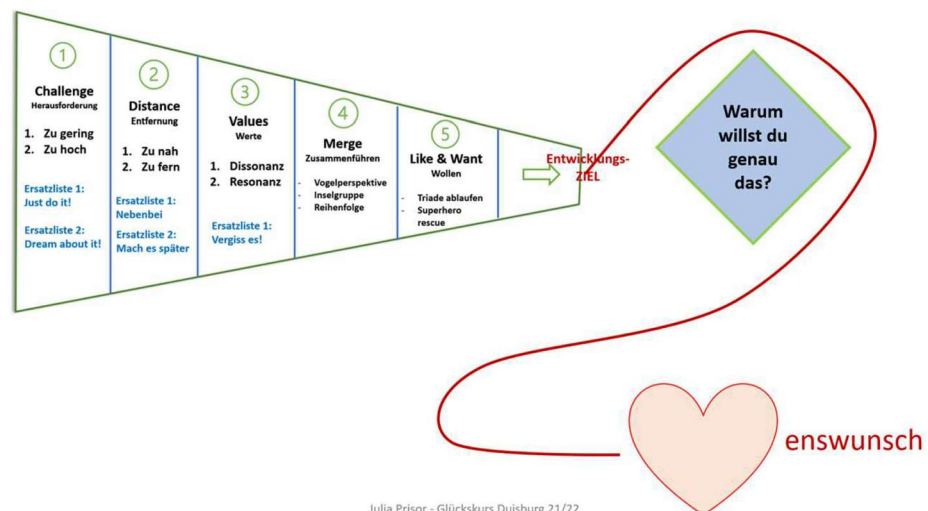 1
Challenge
Herausforderung
1. Zu gering
2. Zu hoch
Ersatzliste 1:
Just do it!
Ersatzliste 2:
Dream about it!
2
Distance
Entfernung
1. Zu nah
2. Zu fern
Ersatzliste 1:
Nebenbei
Ersatzliste 2:
Mach es später
3
Values
Werte
1. Dissonanz
2. Resonanz
Ersatzliste 1:
Vergiss es!
4
Merge
Zusammenführen
- Vogelperspektive
- Inselgruppe
- Reihenfolge
5
Like & Want
Wollen
- Triade ablaufen
- Superhero
rescue
Entwicklungs-
ZIEL
Warum
willst du
genau
das?
enswunsch
Julia Prisor - Glückskurs Duisburg 21/22